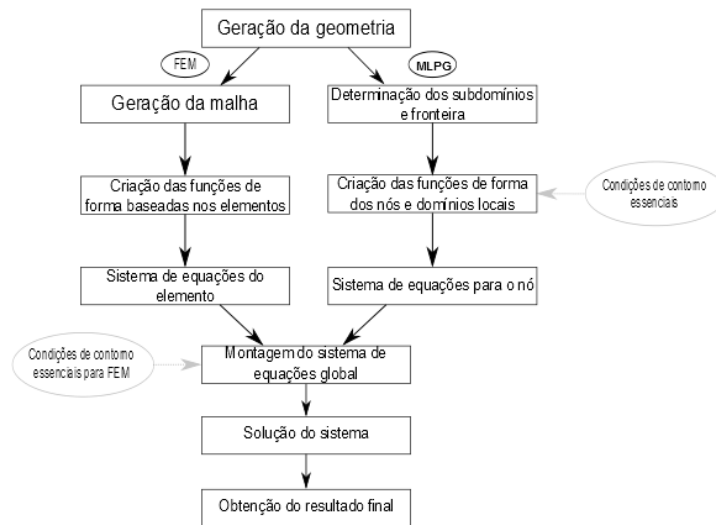 Geração da geometria
FEM
MLPG
Geração da malha
Determinação dos subdomínios
e fronteira
Criação das funções de
forma baseadas nos elementos
Criação das funções de forma
dos nós e domínios locais
Condições de contorno
essenciais
Sistema de equações do
elemento
Sistema de equações para o nó
Condições de contorno
essenciais para FEM
Montagem do sistema de
equações global
Solução do sistema
Obtenção do resultado final